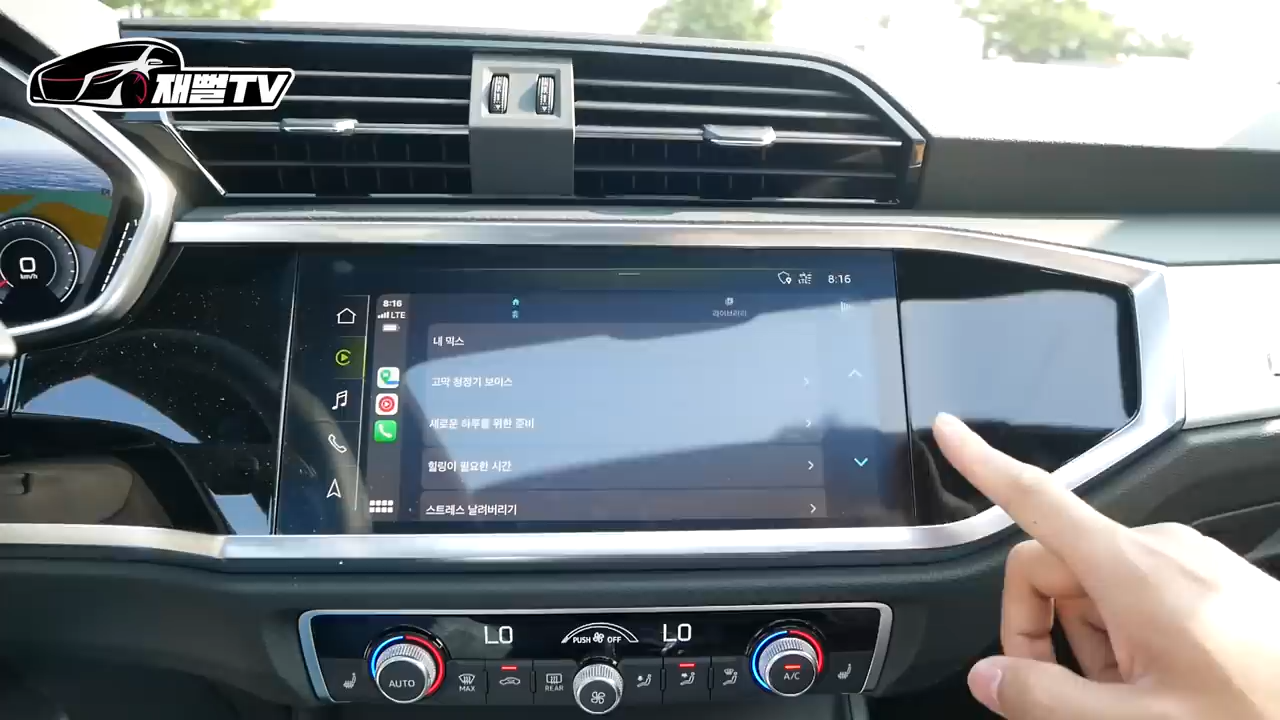 재뻘TV
0
km/h
8:16
8:16
LTE
홈
라이브러리
내 믹스
고막 청정기 보이스
새로운 하루를 위한 준비
힐링이 필요한 시간
스트레스 날려버리기
LO
PUSH OFF
LO
AUTO
MAX
REAR
A/C